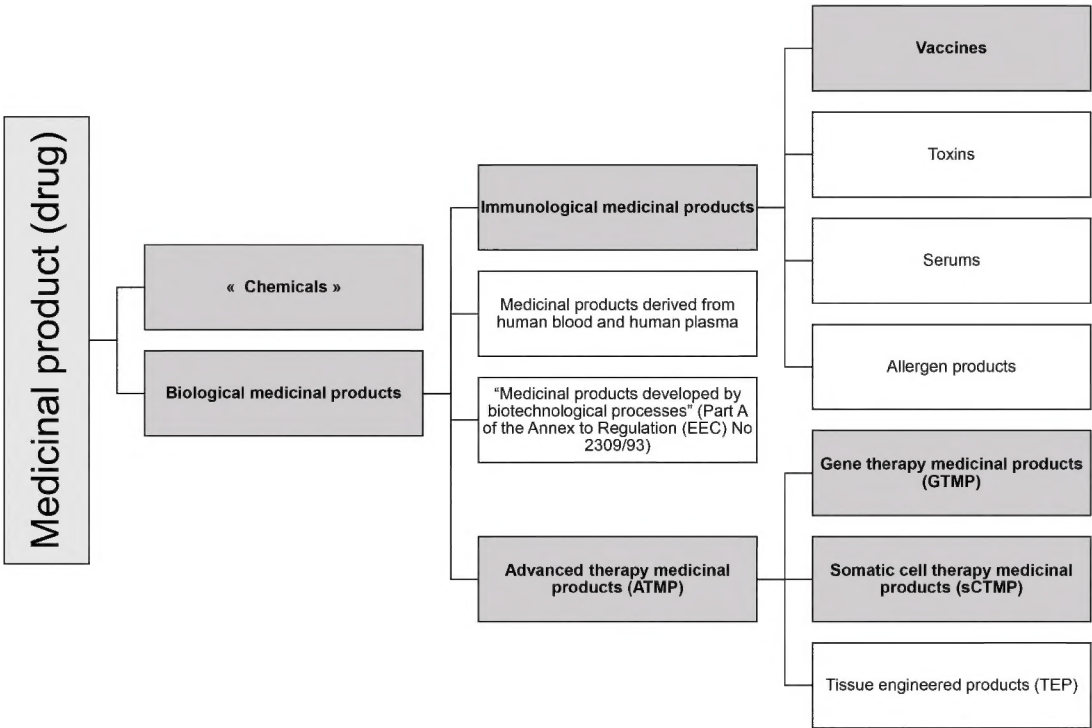 Medicinal product (drug)
« Chemicals »
Biological medicinal products
Immunological medicinal products
Medicinal products derived from
human blood and human plasma
“Medicinal products developed by
biotechnological processes” (Part A
of the Annex to Regulation (EEC) No
2309/93)
Advanced therapy medicinal
products (ATMP)
Vaccines
Toxins
Serums
Allergen products
Gene therapy medicinal products
(GTMP)
Somatic cell therapy medicinal
products (sCTMP)
Tissue engineered products (TEP)